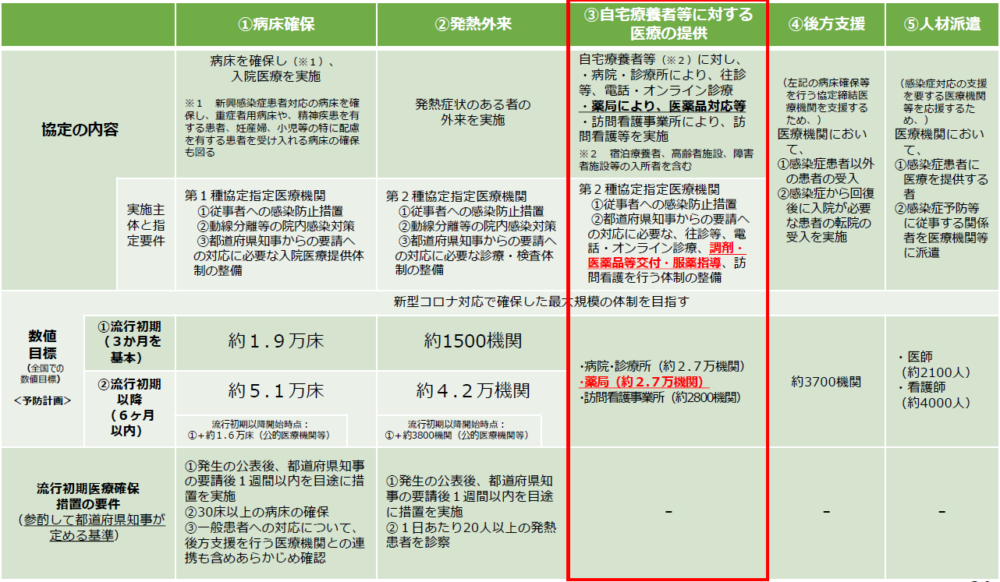 ①病床確保
②発熱外来
③自宅療養者等に対する
医療の提供
④後方支援
⑤人材派遣
協定の内容
病床を確保し（※１）、
入院医療を実施
※１　新興感染症患者対応の病床を確
保し、重症者用病床や、精神疾患を有
する患者、妊産婦、小児等の特に配慮
を有する患者を受け入れる病床の確保
も図る
発熱症状のある者の
外来を実施
自宅療養者等（※２）に対し、
・病院・診療所により、往診
等、電話・オンライン診療
・薬局により、医薬品対応等
・訪問看護事業所により、訪
問看護等を実施
※２　宿泊療養者、高齢者施設、障害
者施設等の入所者を含む
（左記の病床確保等
を行う協定締結医
療機関を支援する
ため、）
医療機関におい
て、
①感染症患者以外
の患者の受入
②感染症から回復
後に入院が必要
な患者の転院の
受入を実施
（感染症対応の支援
を要する医療機関
等を応援するた
め、）
医療機関におい
て、
①感染症患者に
医療を提供する
者
②感染症予防等
に従事する関係
者を医療機関等
に派遣
実施主
体と指
定要件
第１種協定指定医療機関
①従事者への感染防止措置
②動線分離等の院内感染対策
③都道府県知事からの要請へ
の対応に必要な入院医療提供体
制の整備
第２種協定指定医療機関
①従事者への感染防止措置
②動線分離等の院内感染対策
③都道府県知事からの要請へ
の対応に必要な診療・検査体
制の整備
第２種協定指定医療機関
①従事者への感染防止措置
②都道府県知事からの要請へ
の対応に必要な、往診等、電
話・オンライン診療、調剤・
医薬品等交付・服薬指導、訪
問看護を行う体制の整備
数値
目標
（全国での
数値目標）
＜予防計画＞
新型コロナ対応で確保した最大規模の体制を目指す
①流行初期
（３か月を
基本）
約１.９万床
約1500機関
②流行初期
以降
（６ヶ月
以内）
約５.１万床
流行初期以降開始時点：
①＋約１.６万床（公的医療機関等）
約４.２万機関
流行初期以降開始時点：
①＋約3800機関（公的医療機関等）
・病院・診療所（約２.７万機関）
・薬局（約２.７万機関）
・訪問看護事業所（約2800機関）
約3700機関
・医師
（約2100人）
・看護師
（約4000人）
流行初期医療確保
措置の要件
（参酌して都道府県知事が
定める基準）
①発生の公表後、都道府県知事
の要請後１週間以内を目途に措
置を実施
②30床以上の病床の確保
③一般患者への対応について、
後方支援を行う医療機関との連
携も含めあらかじめ確認
①発生の公表後、都道府県知
事の要請後１週間以内を目途
に措置を実施
②１日あたり20人以上の発熱
患者を診察
－
－
－